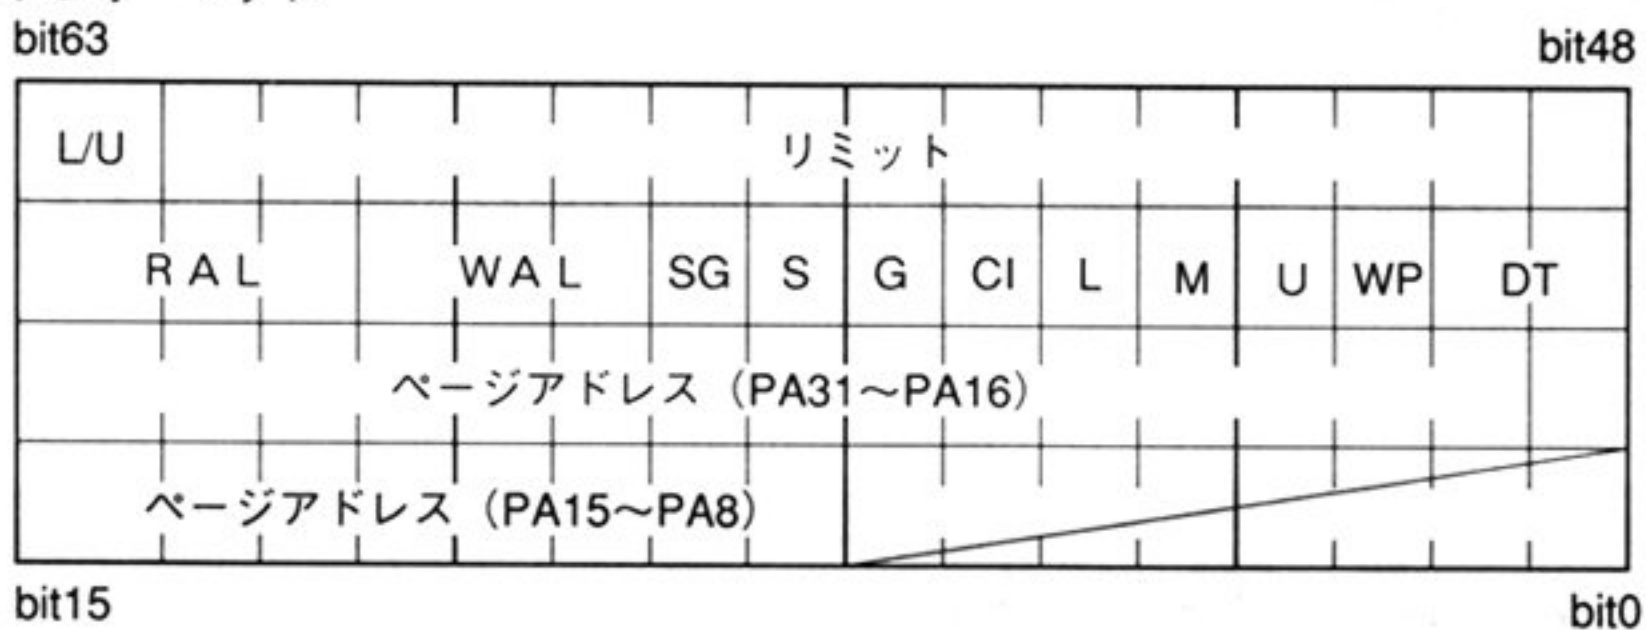 bit63 bit48
L/U リミット
RAL WAL SG S G CI L M U WP DT
ページアドレス（PA31～PA16）
ページアドレス（PA15～PA8）
bit15 bit0